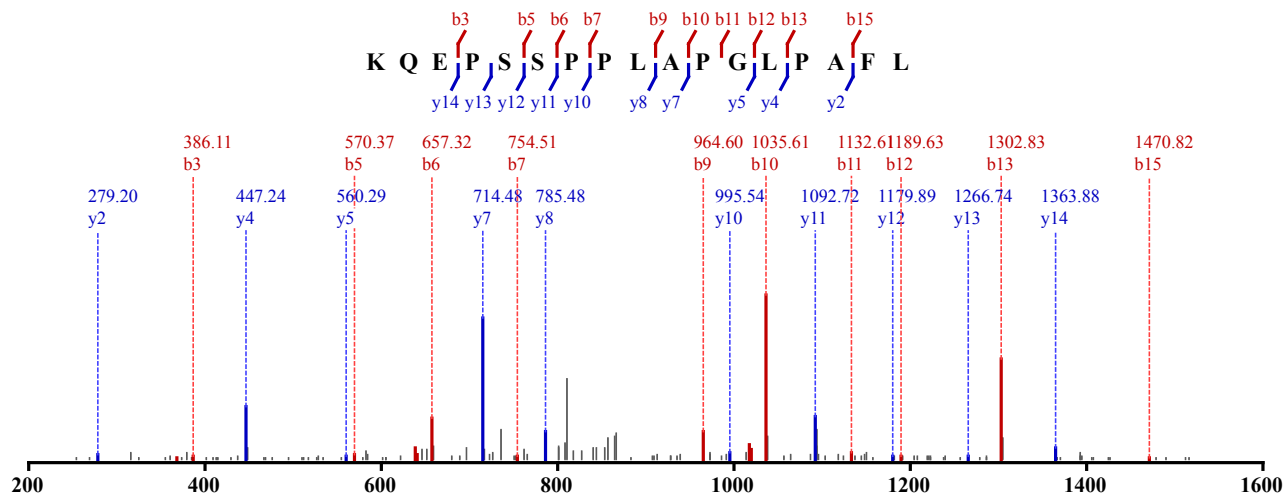 b3 b5 b6 b7 b9 b10 b11 b12 b13 b15
K Q E P S S P P L A P G L P A F L
y14 y13 y12 y11 y10 y8 y7 y5 y4 y2
386.11 570.37 657.32 754.51 964.60 1035.61 1132.61 1189.63 1302.83 1470.82
b3 b5 b6 b7 b9 b10 b11 b12 b13 b15
279.20 447.24 560.29 714.48 785.48 995.54 1092.72 1179.89 1266.74 1363.88
y2 y4 y5 y7 y8 y10 y11 y12 y13 y14
200 400 600 800 1000 1200 1400 1600